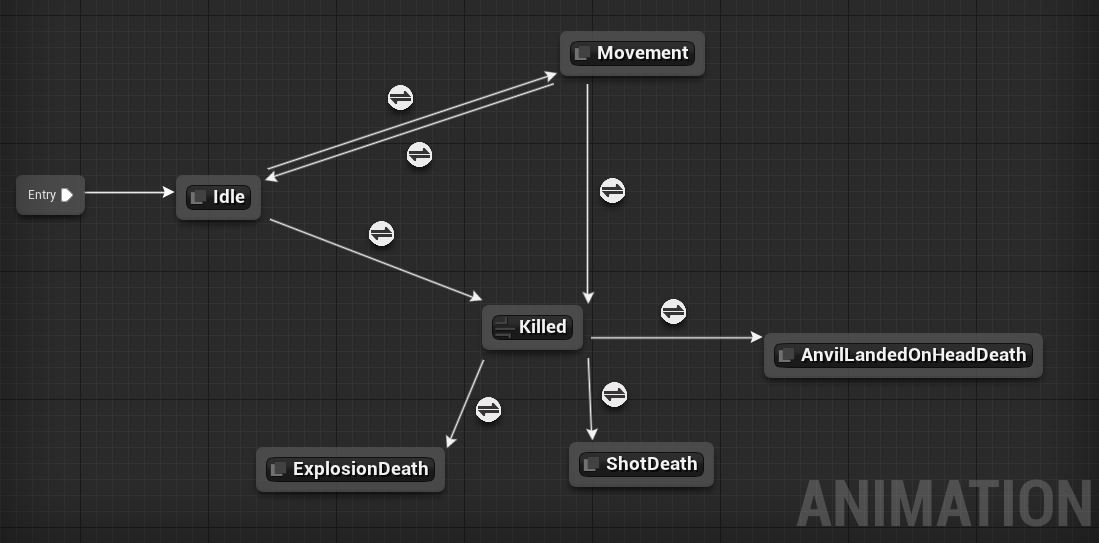 Movement
Entry
Idle
Killed
AnvilLandedOnHeadDeath
ExplosionDeath
ShotDeath
ANIMATION